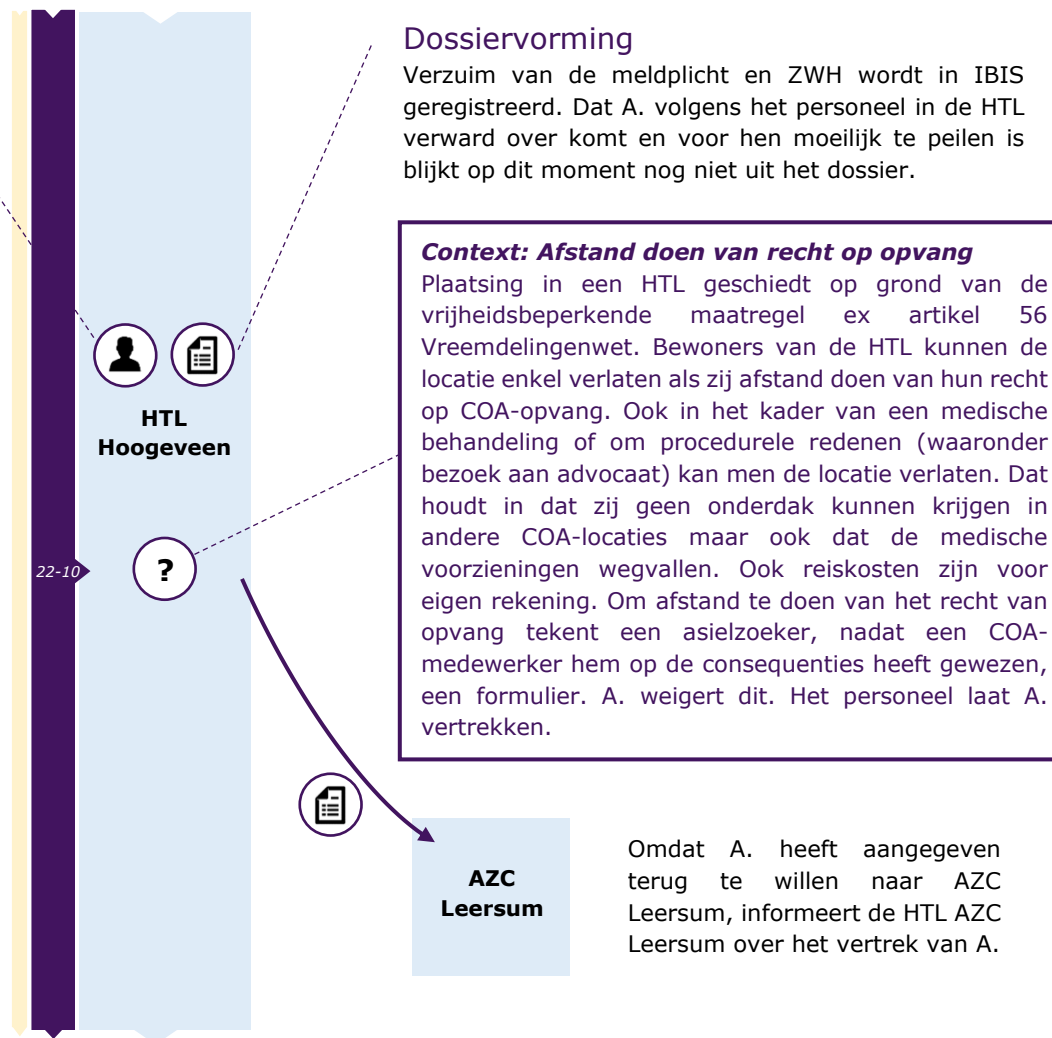 Dossiervorming
Verzuim van de meldplicht en ZWH wordt in IBIS
geregistreerd. Dat A. volgens het personeel in de HTL
verward over komt en voor hen moeilijk te peilen is
blijkt op dit moment nog niet uit het dossier.
Context: Afstand doen van recht op opvang
Plaatsing in een HTL geschiedt op grond van de
vrijheidsbeperkende maatregel ex artikel 56
Vreemdelingenwet. Bewoners van de HTL kunnen de
locatie enkel verlaten als zij afstand doen van hun recht
op COA-opvang. Ook in het kader van een medische
behandeling of om procedurele redenen (waaronder
bezoek aan advocaat) kan men de locatie verlaten. Dat
houdt in dat zij geen onderdak kunnen krijgen in
andere COA-locaties maar ook dat de medische
voorzieningen wegvallen. Ook reiskosten zijn voor
eigen rekening. Om afstand te doen van het recht van
opvang tekent een asielzoeker, nadat een COA-
medewerker hem op de consequenties heeft gewezen,
een formulier. A. weigert dit. Het personeel laat A.
vertrekken.
HTL
Hoogeveen
22-10
?
AZC
Leersum
Omdat A. heeft aangegeven
terug te willen naar AZC
Leersum, informeert de HTL AZC
Leersum over het vertrek van A.